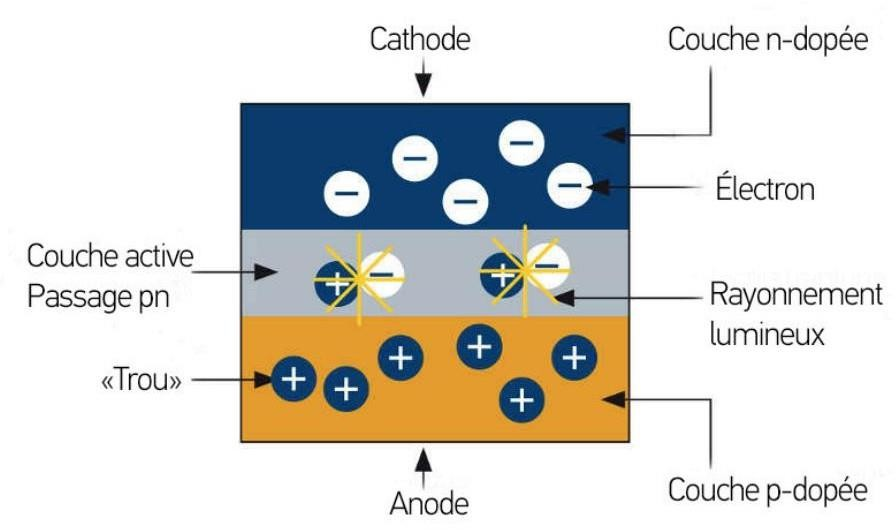 Cathode
Couche n-dopée
Électron
Couche active
Passage pn
Rayonnement
lumineux
«Trou»
Couche p-dopée
Anode